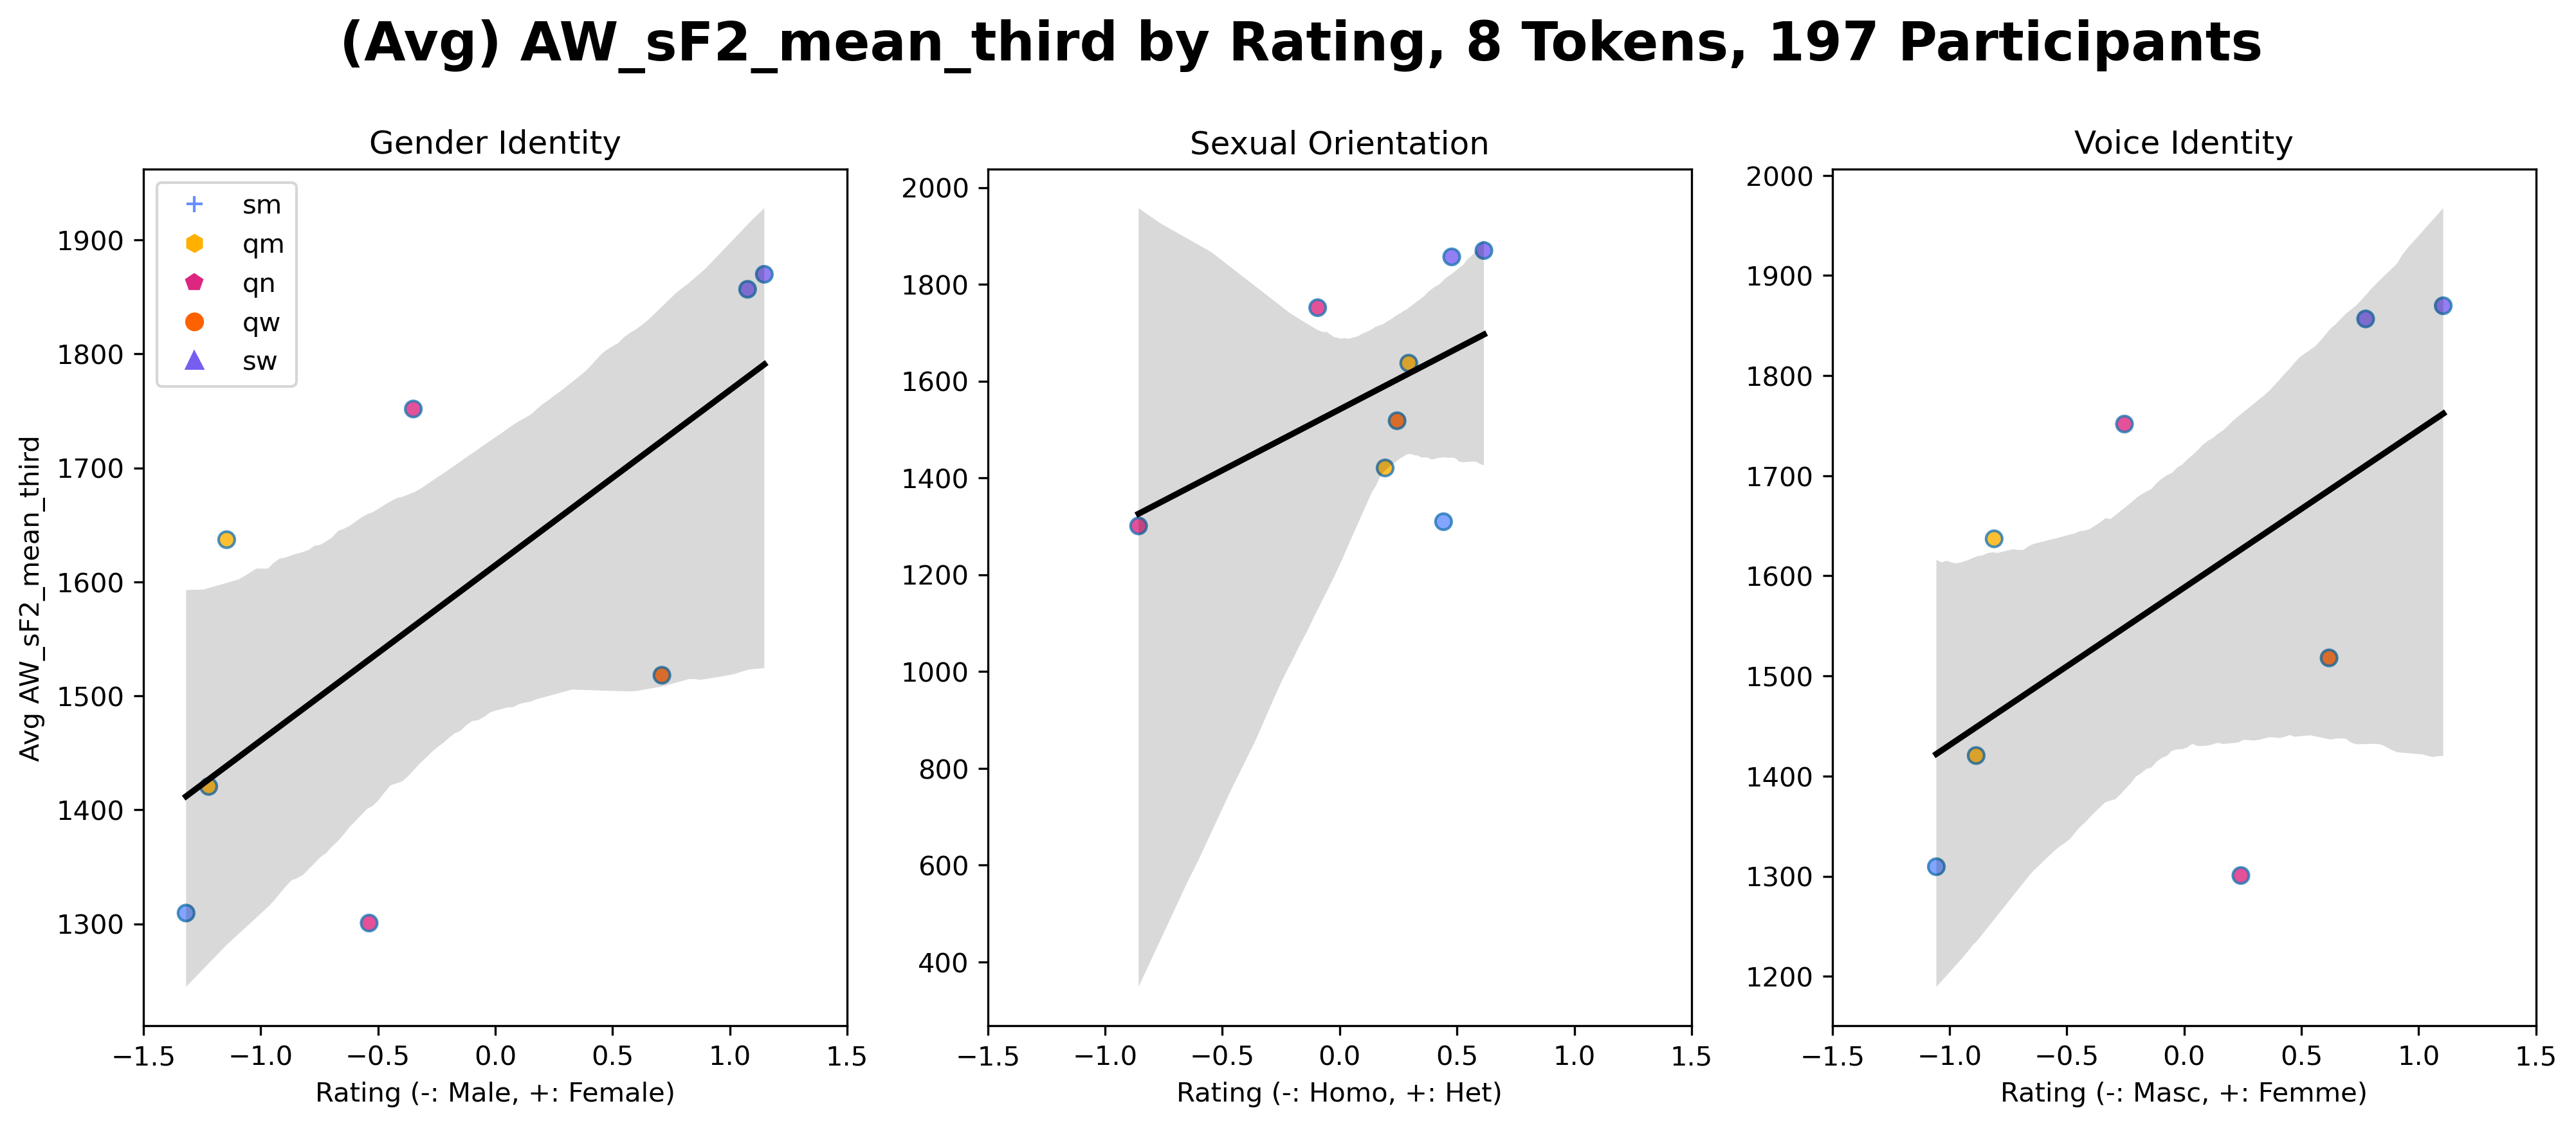 (Avg) AW_sF2_mean_third by Rating, 8 Tokens, 197 Participants
Gender Identity
sm
qm
qn
qw
sw
Avg AW_sF2_mean_third
1900
1800
1700
1600
1500
1400
1300
−1.5 −1.0 −0.5 0.0 0.5 1.0 1.5
Rating (-: Male, +: Female)
Sexual Orientation
2000
1800
1600
1400
1200
1000
800
600
400
−1.5 −1.0 −0.5 0.0 0.5 1.0 1.5
Rating (-: Homo, +: Het)
Voice Identity
2000
1900
1800
1700
1600
1500
1400
1300
1200
−1.5 −1.0 −0.5 0.0 0.5 1.0 1.5
Rating (-: Masc, +: Femme)